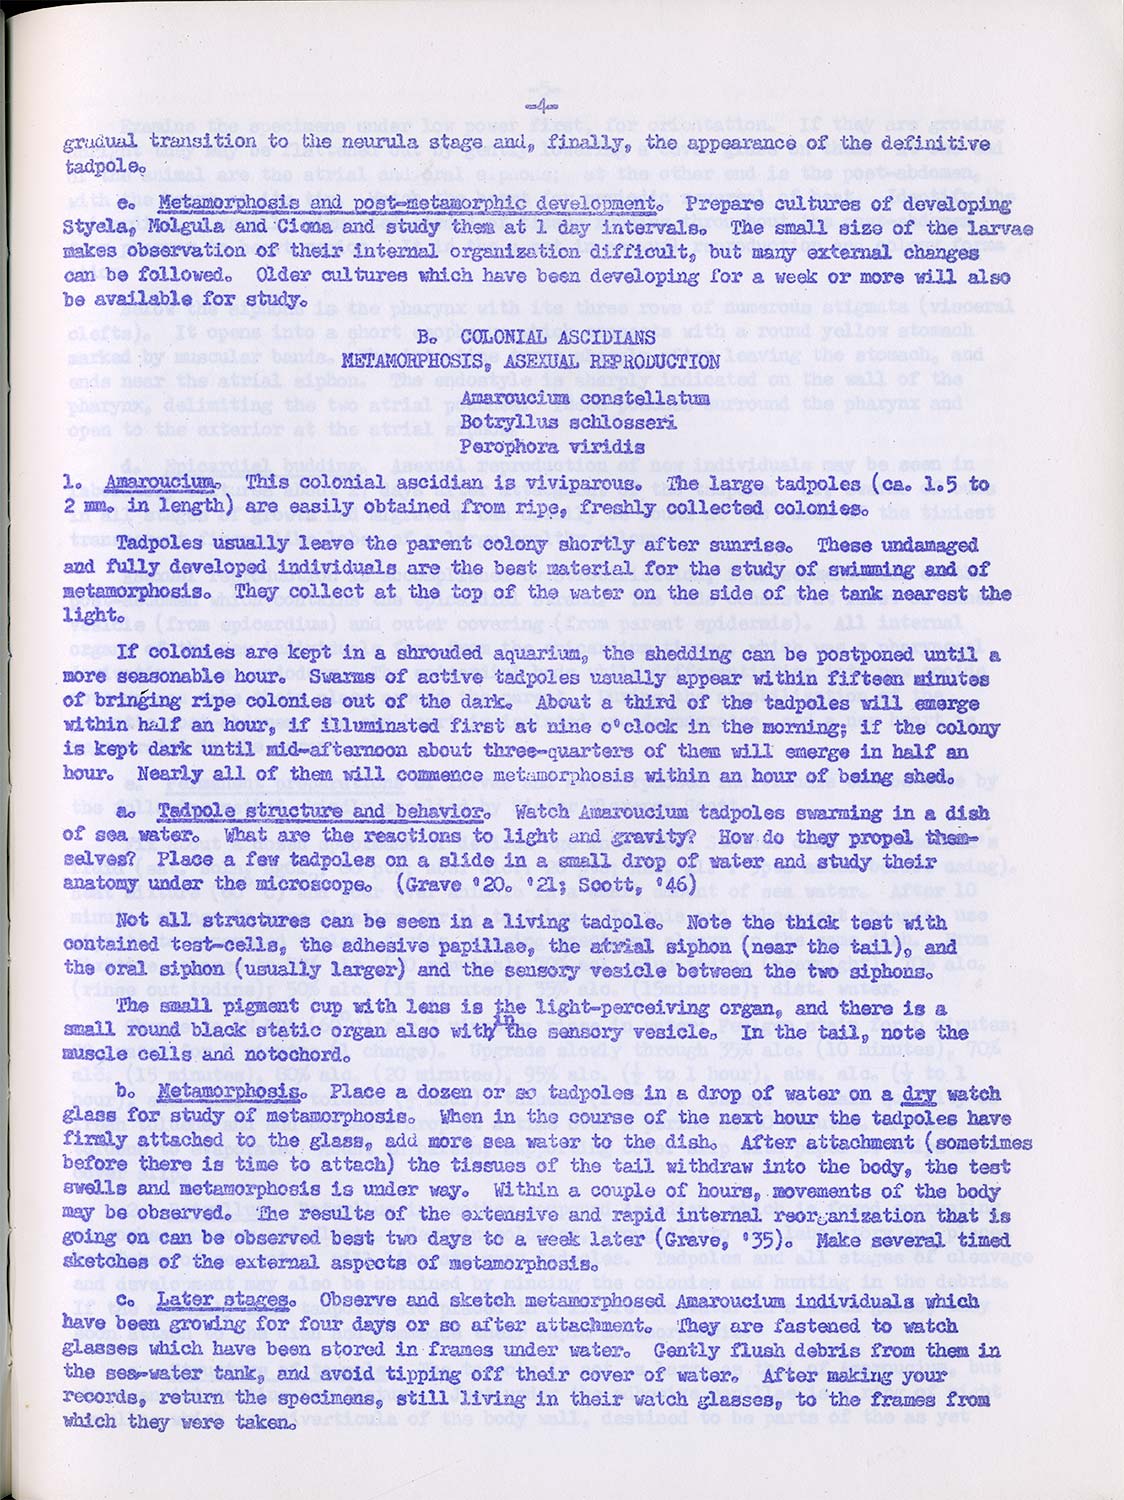 -4-
gradual transition to the neurula stage and, finally, the appearance of the definitive
tadpole.
e. Metamorphosis and post-metamorphic development. Prepare cultures of developing
Styela, Molgula and Ciona and study them at 1 day intervals. The small size of the larvae
makes observation of their internal organization difficult, but many external changes
can be followed. Older cultures which have been developing for a week or more will also
be available for study.
B. COLONIAL ASCIDIANS
METAMORPHOSIS, ASEXUAL REPRODUCTION
Amaroucium constellatum
Botryllus schlosseri
Perophora viridis
1. Amaroucium. This colonial ascidian is viviparous. The large tadpoles (ca. 1.5 to
2 mm. in length) are easily obtained from ripe, freshly collected colonies.
Tadpoles usually leave the parent colony shortly after sunrise. These undamaged
and fully developed individuals are the best material for the study of swimming and of
metamorphosis. They collect at the top of the water on the side of the tank nearest the
light.
If colonies are kept in a shrouded aquarium, the shedding can be postponed until a
more seasonable hour. Swarms of active tadpoles usually appear within fifteen minutes
of bringing ripe colonies out of the dark. About a third of the tadpoles will emerge
within half an hour, if illuminated first at nine o'clock in the morning; if the colony
is kept dark until mid-afternoon about three-quarters of them will emerge in half an
hour. Nearly all of them will commence metamorphosis within an hour of being shed.
a. Tadpole structure and behavior. Watch Amaroucium tadpoles swarming in a dish
of sea water. What are the reactions to light and gravity? How do they propel them-
selves? Place a few tadpoles on a slide in a small drop of water and study their
anatomy under the microscope. (Grave '20. '21; Scott, '46)
Not all structures can be seen in a living tadpole. Note the thick test with
contained test-cells, the adhesive papillae, the atrial siphon (near the tail), and
the oral siphon (usually larger) and the sensory vesicle between the two siphons.
The small pigment cup with lens is the light-perceiving organ, and there is a
small round black static organ also with in the sensory vesicle. In the tail, note the
muscle cells and notochord.
b. Metamorphosis. Place a dozen or so tadpoles in a drop of water on a dry watch
glass for study of metamorphosis. When in the course of the next hour the tadpoles have
firmly attached to the glass, add more sea water to the dish. After attachment (sometimes
before there is time to attach) the tissues of the tail withdraw into the body, the test
swells and metamorphosis is under way. Within a couple of hours, movements of the body
may be observed. The results of the extensive and rapid internal reorganization that is
going on can be observed best two days to a week later (Grave, '35). Make several timed
sketches of the external aspects of metamorphosis.
c. Later stages. Observe and sketch metamorphosed Amaroucium individuals which
have been growing for four days or so after attachment. They are fastened to watch
glasses which have been stored in frames under water. Gently flush debris from them in
the sea-water tank, and avoid tipping off their cover of water. After making your
records, return the specimens, still living in their watch glasses, to the frames from
which they were taken.